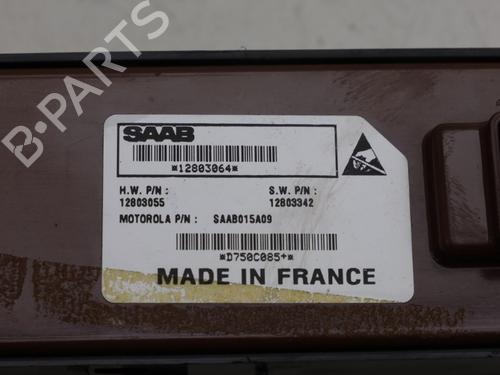 B-PARTS
SAAB
*12803064*
H.W. P/N : S.W. P/N :
12803055 12803342
MOTOROLA P/N : SAAB015A09
*D750C085+*
MADE IN FRANCE